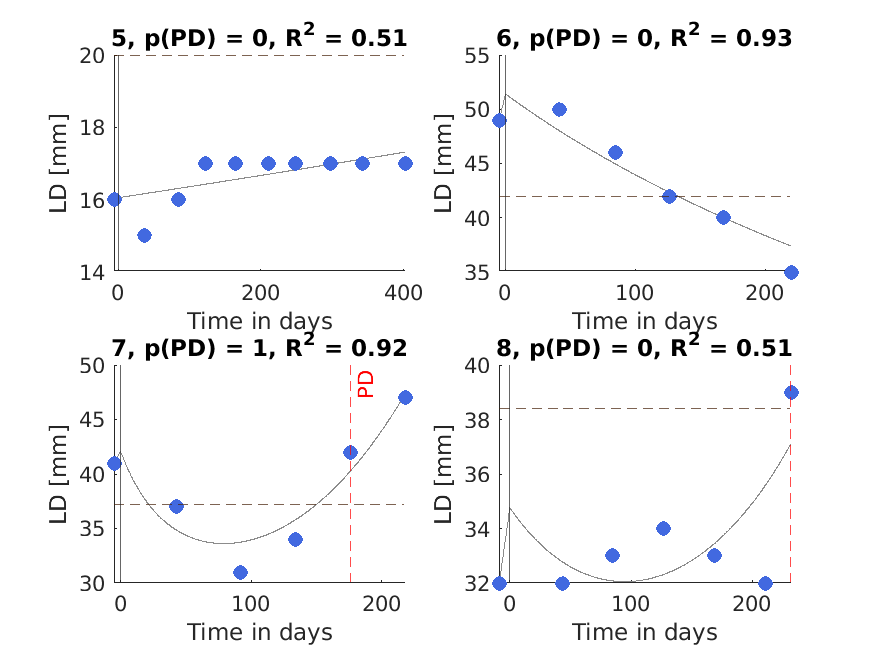 5, p(PD) = 0, R² = 0.51
LD [mm]
20
18
16
14
0 200 400
Time in days
6, p(PD) = 0, R² = 0.93
LD [mm]
55
50
45
40
35
0 100 200
Time in days
7, p(PD) = 1, R² = 0.92
LD [mm]
50
45
40
35
30
PD
0 100 200
Time in days
8, p(PD) = 0, R² = 0.51
LD [mm]
40
38
36
34
32
0 100 200
Time in days